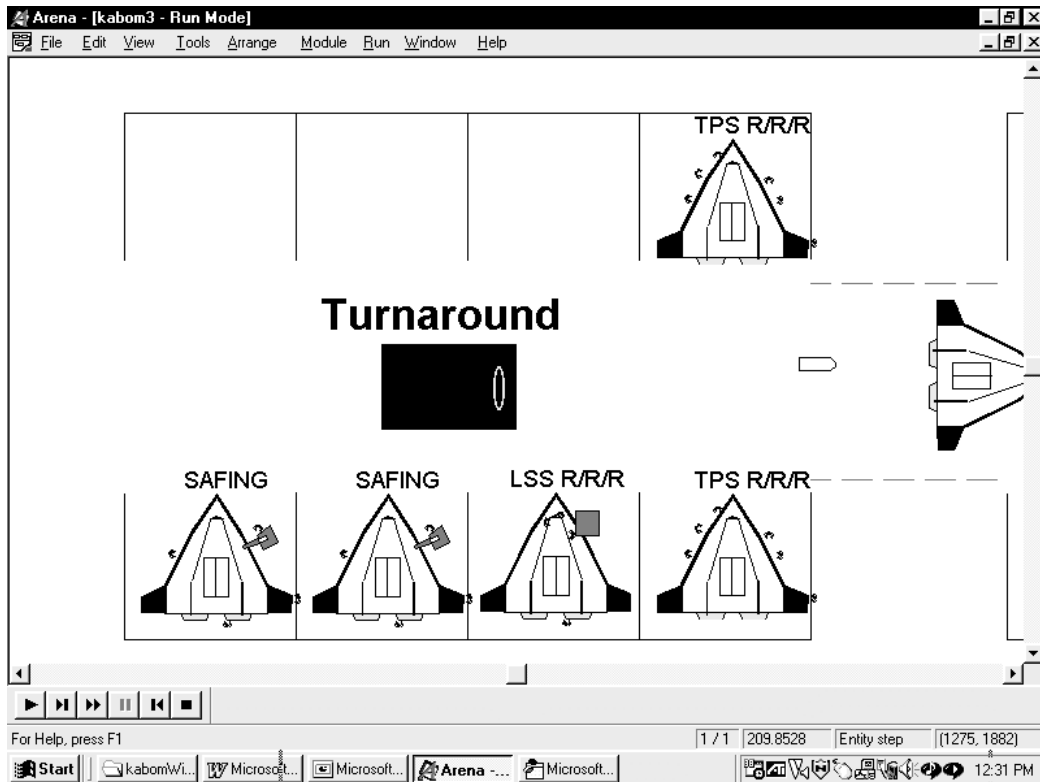 Arena - [kabom3 - Run Mode]
File Edit View Tools Arrange Module Run Window Help
TPS R/R/R
Turnaround
SAFING SAFING LSS R/R/R TPS R/R/R
For Help, press F1 1 / 1 209.8528 Entity step (1275, 1882)
Start kabomWi... Microsoft... Microsoft... Arena -... Microsoft... 12:31 PM